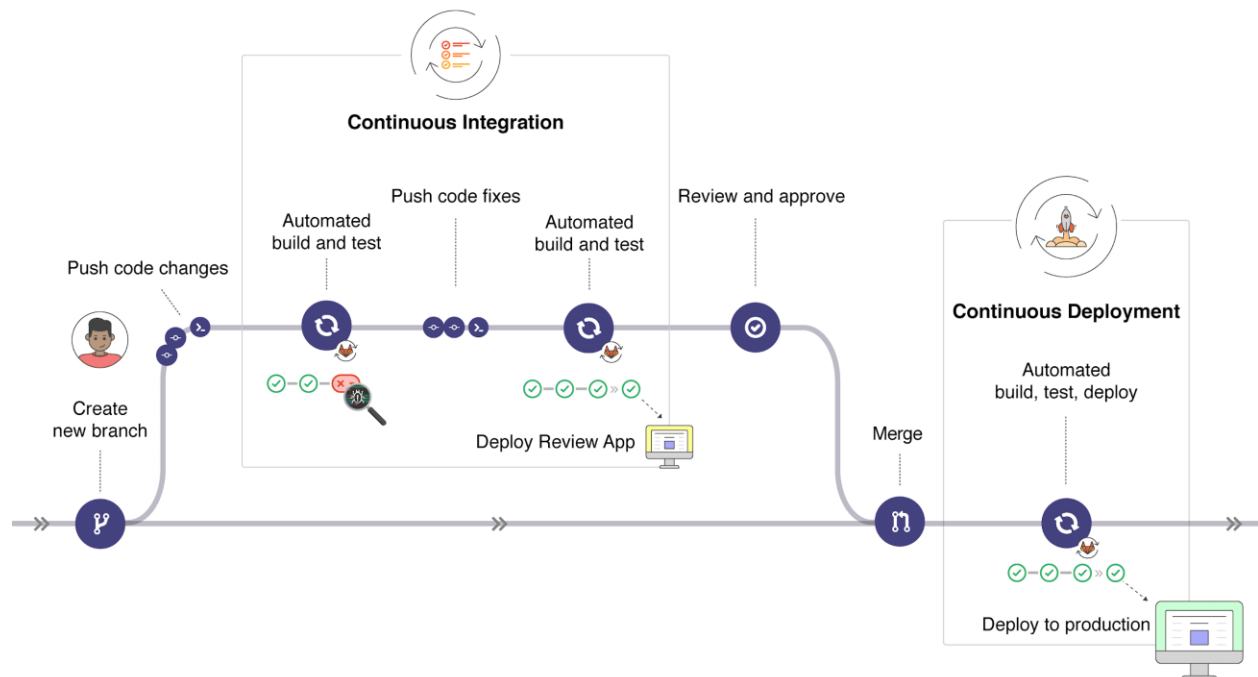 Continuous Integration
Push code fixes
Review and approve
Automated
build and test
Automated
build and test
Push code changes
Continuous Deployment
Automated
build, test, deploy
Create
new branch
Deploy Review App
Merge
Deploy to production